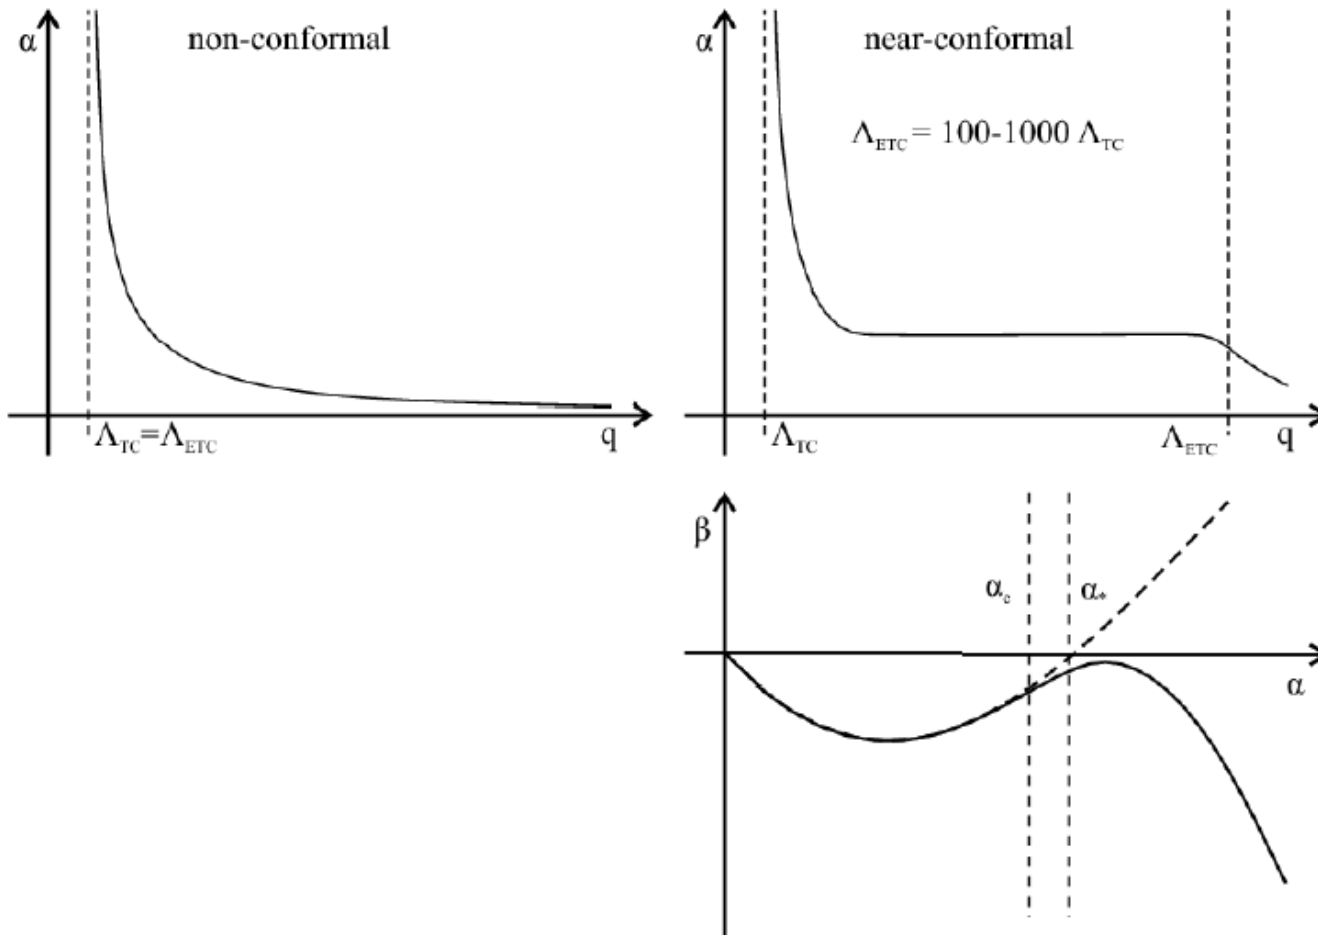 α
non-conformal
Λ_TC=Λ_ETC
q
α
near-conformal
Λ_ETC = 100-1000 Λ_TC
Λ_TC
Λ_ETC
q
β
α_c
α_*
α